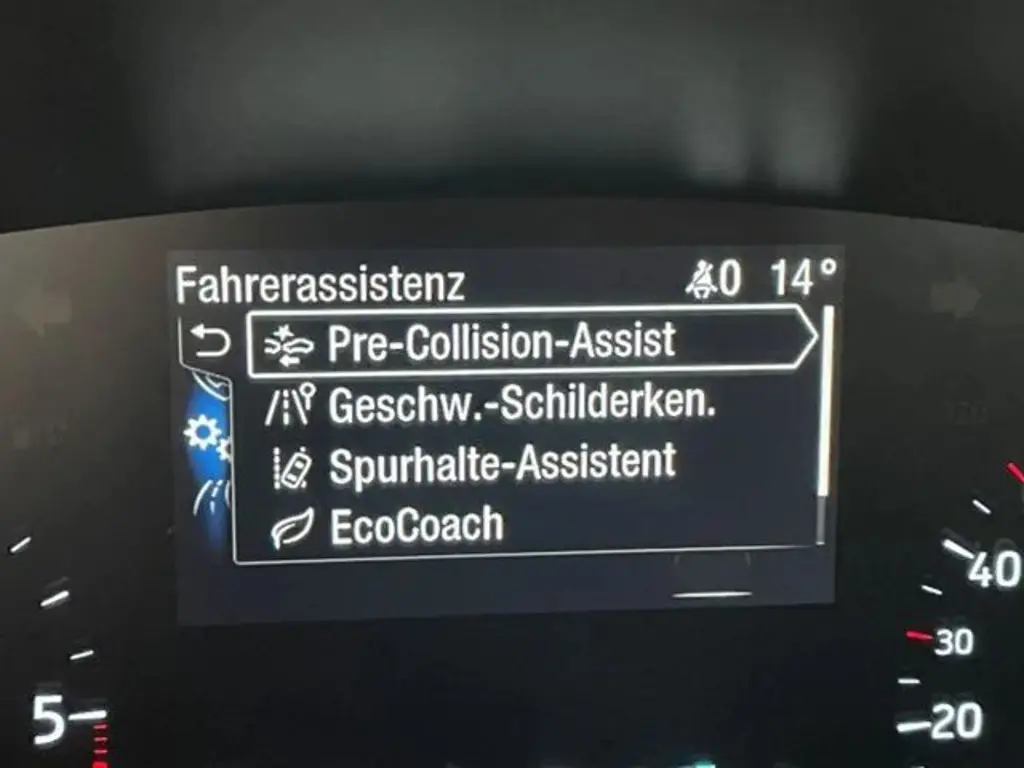 Fahrerassistenz 0 14°
Pre-Collision-Assist
Geschw.-Schilderken.
Spurhalte-Assistent
EcoCoach
40
30
5 20